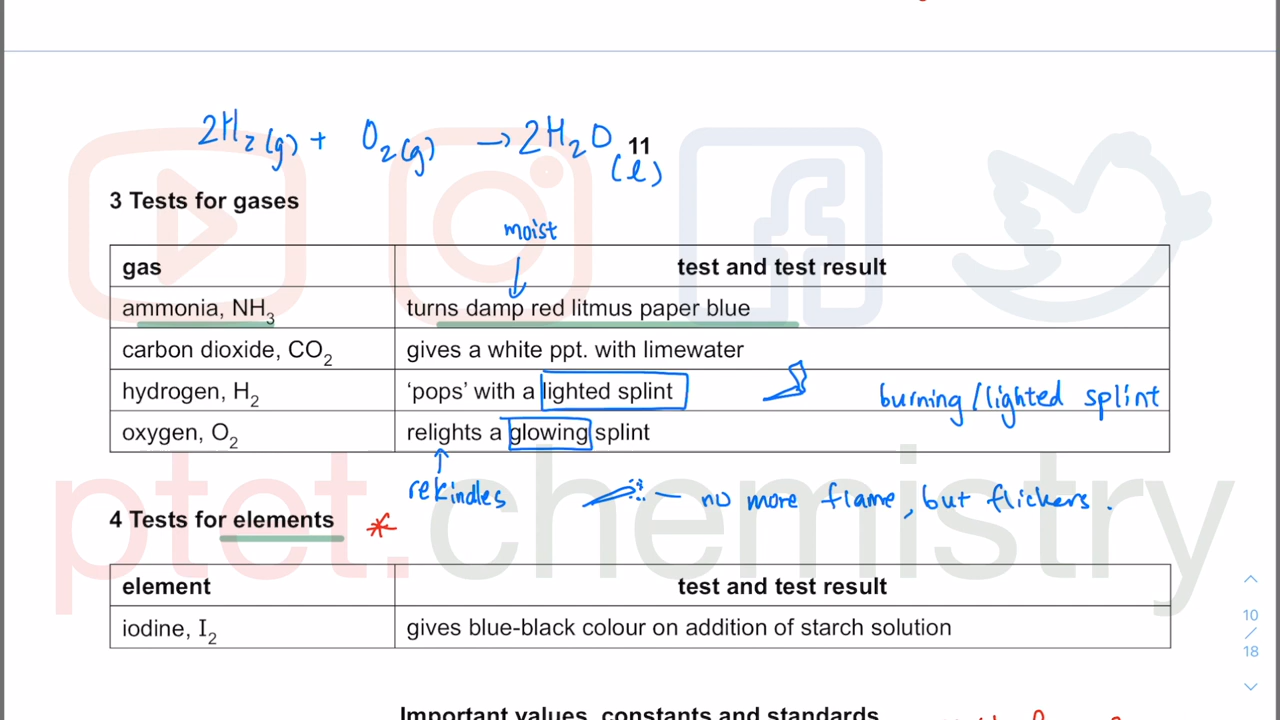 2H₂(g) + O₂(g) → 2H₂O(l)
11
3 Tests for gases
moist
gas test and test result
ammonia, NH₃ turns damp red litmus paper blue
carbon dioxide, CO₂ gives a white ppt. with limewater
hydrogen, H₂ ‘pops’ with a lighted splint
burning/lighted splint
oxygen, O₂ relights a glowing splint
rekindles
— no more flame, but flickers.
ptet.chemistry
4 Tests for elements *
element test and test result
iodine, I₂ gives blue-black colour on addition of starch solution
10
/
18
Important values, constants and standards